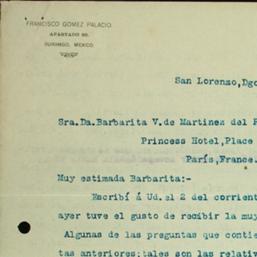 FRANCISCO GOMEZ PALACIO
APARTADO 20.
DURANGO, MEXICO.
San Lorenzo, Dgo
Sra.Da.Barbarita V.de Martinez del
Princess Hotel, Place
París, France.
Muy estimada Barbarita:-
Escribí á Ud.el 2 del corrient
ayer tuve el gusto de recibir la muy
Algunas de las preguntas que contie
tas anteriores; tales son las relativ